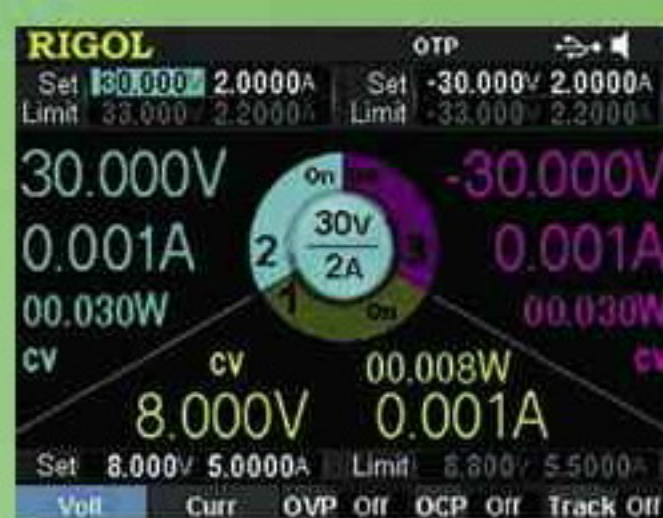 RIGOL OTP
Set 30.000V 2.0000A Set -30.000V 2.0000A
Limit 33.000V 2.2000A Limit -33.000V 2.2000A
30.000V On -30.000V
0.001A 2 30V 3 0.001A
2A
00.030W 1 On 00.030W
CV CV 00.008W CV
8.000V 0.001A
Set 8.000V 5.0000A Limit 8.800V 5.5000A
Volt Curr OVP Off OCP Off Track Off